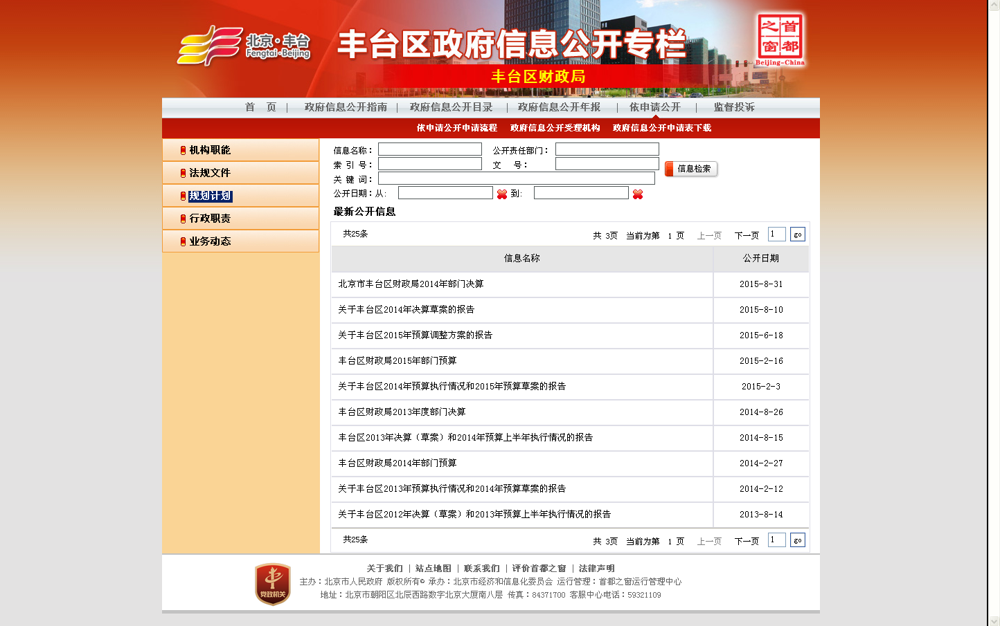 北京·丰台
Fengtai·Beijing
丰台区政府信息公开专栏
丰台区财政局
首都之窗
Beijing-China
首 页 | 政府信息公开指南 | 政府信息公开目录 | 政府信息公开年报 | 依申请公开 | 监督投诉
依申请公开申请流程 政府信息公开受理机构 政府信息公开申请表下载
机构职能
法规文件
规划计划
行政职责
业务动态
信息名称： 公开责任部门：
索 引 号： 文 号：
信息检索
关 键 词：
公开日期：从: 到:
最新公开信息
共25条 共 3页 当前为第 1 页 上一页 下一页 1 go
信息名称 公开日期
北京市丰台区财政局2014年部门决算 2015-8-31
关于丰台区2014年决算草案的报告 2015-8-10
关于丰台区2015年预算调整方案的报告 2015-6-18
丰台区财政局2015年部门预算 2015-2-16
关于丰台区2014年预算执行情况和2015年预算草案的报告 2015-2-3
丰台区财政局2013年度部门决算 2014-8-26
丰台区2013年决算（草案）和2014年预算上半年执行情况的报告 2014-8-15
丰台区财政局2014年部门预算 2014-2-27
关于丰台区2013年预算执行情况和2014年预算草案的报告 2014-2-12
关于丰台区2012年决算（草案）和2013年预算上半年执行情况的报告 2013-8-14
共25条 共 3页 当前为第 1 页 上一页 下一页 1 go
党政机关
关于我们 | 站点地图 | 联系我们 | 评价首都之窗 | 法律声明
主办：北京市人民政府 版权所有© 承办：北京市经济和信息化委员会 运行管理：首都之窗运行管理中心
地址：北京市朝阳区北辰西路数字北京大厦南八层 传真：84371700 客服中心电话：59321109